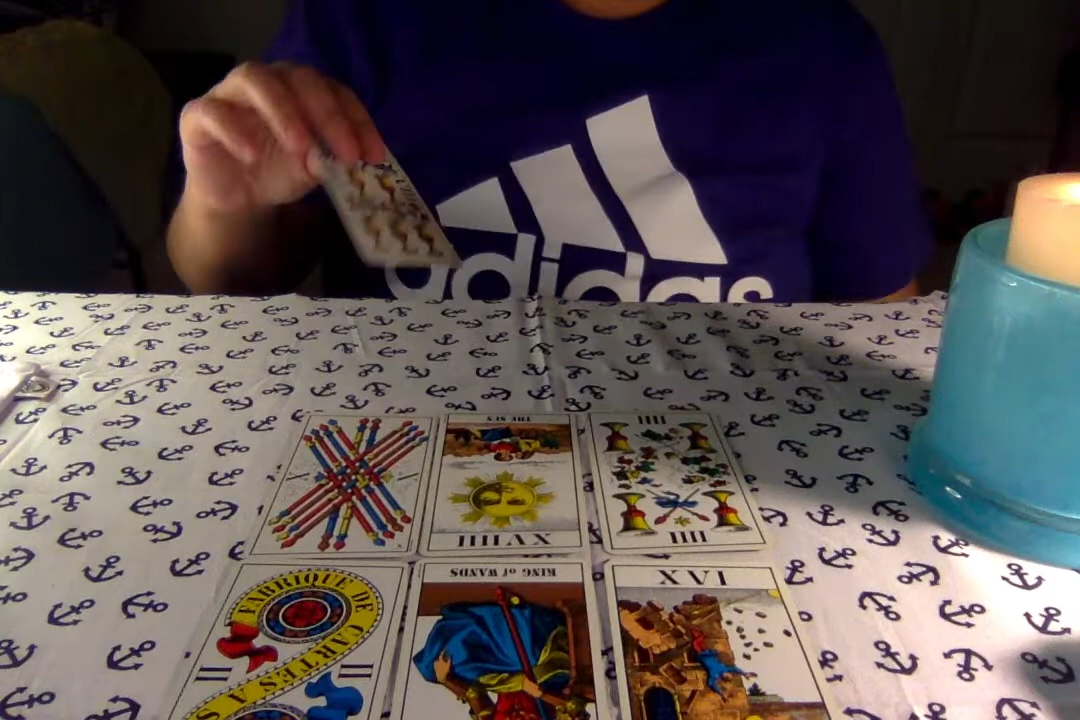 adidas
THE SUN
IIII
XVIIII
IIII
FABRIQUE DE
CARTES A
II
II
KING of WANDS
XVI